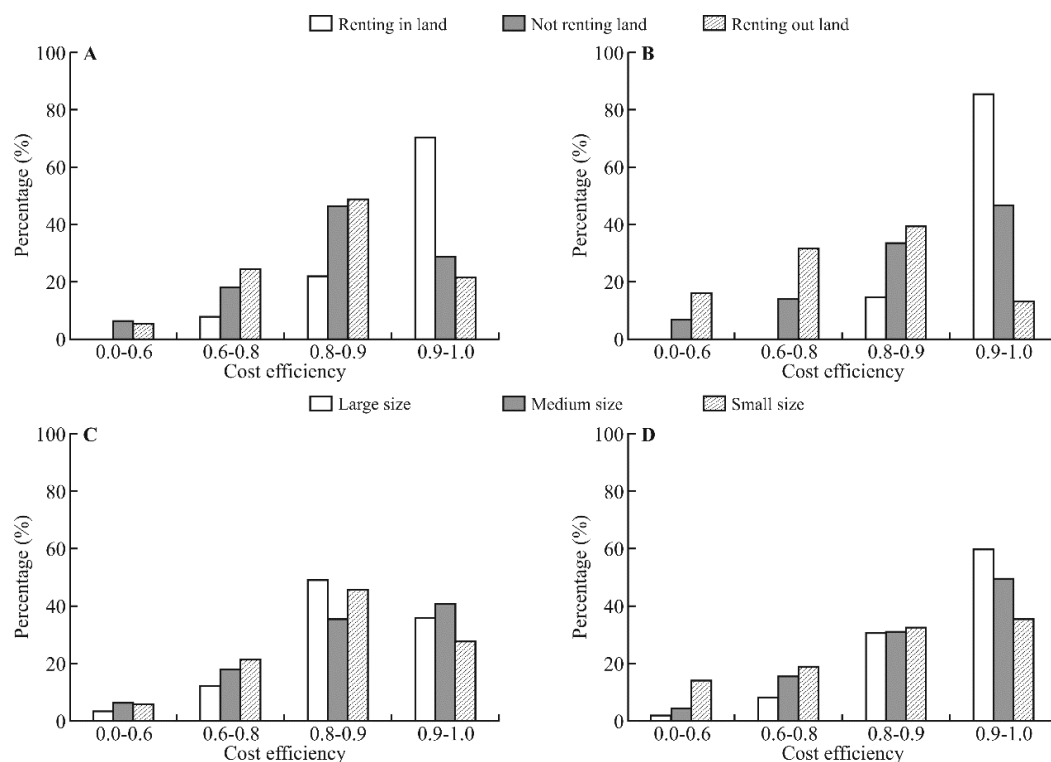 Renting in land Not renting land Renting out land
A
Percentage (%)
100
80
60
40
20
0
0.0-0.6 0.6-0.8 0.8-0.9 0.9-1.0
Cost efficiency
B
Percentage (%)
100
80
60
40
20
0
0.0-0.6 0.6-0.8 0.8-0.9 0.9-1.0
Cost efficiency
Large size Medium size Small size
C
Percentage (%)
100
80
60
40
20
0
0.0-0.6 0.6-0.8 0.8-0.9 0.9-1.0
Cost efficiency
D
Percentage (%)
100
80
60
40
20
0
0.0-0.6 0.6-0.8 0.8-0.9 0.9-1.0
Cost efficiency